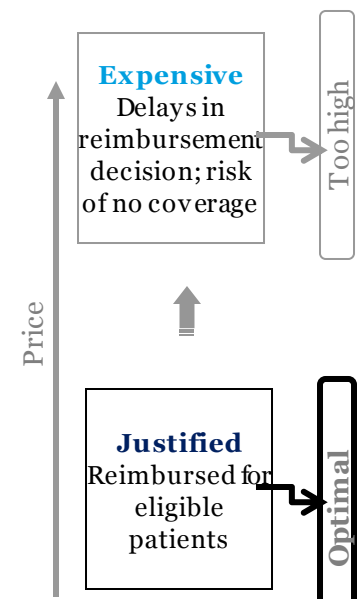 Expensive
Delays in
reimbursement
decision; risk
of no coverage
Too high
Price
Justified
Reimbursed for
eligible
patients
Optimal